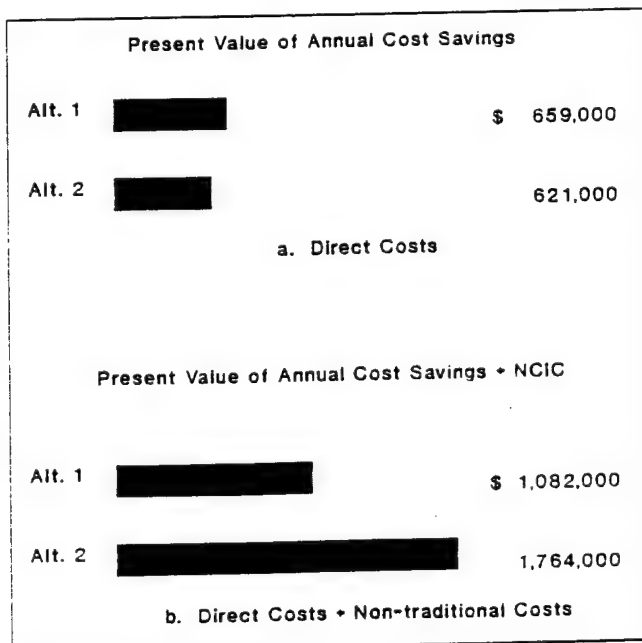 Present Value of Annual Cost Savings
Alt. 1 $ 659,000
Alt. 2 621,000
a. Direct Costs
Present Value of Annual Cost Savings + NCIC
Alt. 1 $ 1,082,000
Alt. 2 1,764,000
b. Direct Costs + Non-traditional Costs